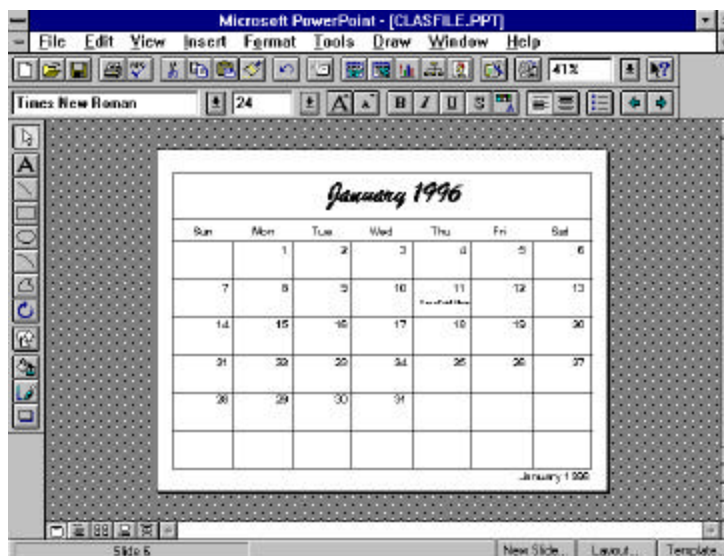 Microsoft PowerPoint - [CLASFILE.PPT]
File Edit View Insert Format Tools Draw Window Help
41%
Times New Roman 24 A A B I U S
A
January 1996
Sun Mon Tue Wed Thu Fri Sat
1 2 3 4 5 6
7 8 9 10 11 12 13
14 15 16 17 18 19 20
21 22 23 24 25 26 27
28 29 30 31
January 1996
Slide 6 New Slide... Layout... Template